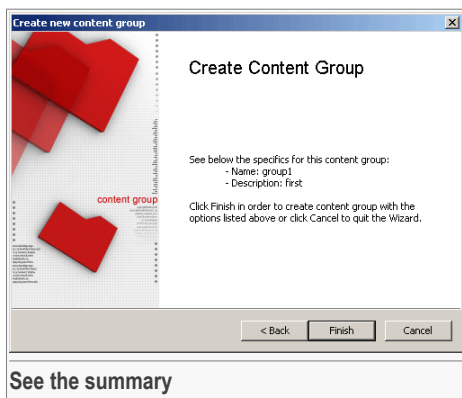 Create new content group
Create Content Group
See below the specifics for this content group:
- Name: group1
- Description: first
content group
Click Finish in order to create content group with the
options listed above or click Cancel to quit the Wizard.
< Back
Finish
Cancel
See the summary